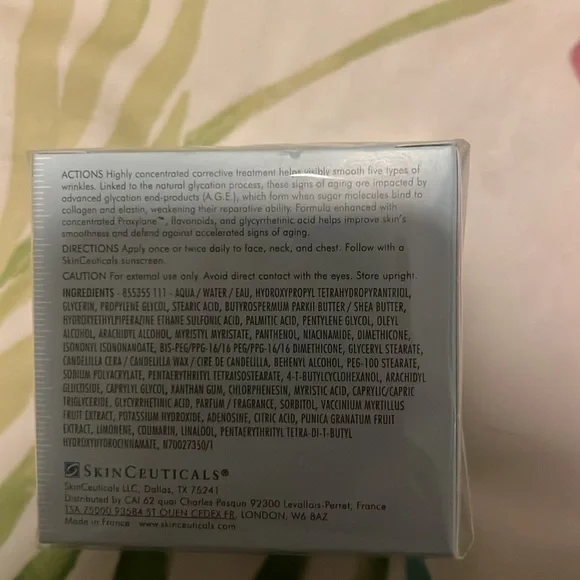 ACTIONS Highly concentrated corrective treatment helps visibly smooth five types of
wrinkles. Linked to the natural glycation process, these signs of aging are impacted by
advanced glycation end-products (A.G.E.), which form when sugar molecules bind to
collagen and elastin, weakening their reparative ability. Formula enhanced with
concentrated Proxylane™, flavonoids, and glycyrrhetinic acid helps improve skin's
smoothness and defend against accelerated signs of aging.
DIRECTIONS Apply once or twice daily to face, neck, and chest. Follow with a
SkinCeuticals sunscreen.
CAUTION For external use only. Avoid direct contact with the eyes. Store upright.
INGREDIENTS - 855355 111 - AQUA / WATER / EAU, HYDROXYPROPYL TETRAHYDROPYRANTRIOL,
GLYCERIN, PROPYLENE GLYCOL, STEARIC ACID, BUTYROSPERMUM PARKII BUTTER / SHEA BUTTER,
HYDROXYETHYLPIPERAZINE ETHANE SULFONIC ACID, PALMITIC ACID, PENTYLENE GLYCOL, OLEYL
ALCOHOL, ARACHIDYL ALCOHOL, MYRISTYL MYRISTATE, PANTHENOL, NIACINAMIDE, DIMETHICONE,
ISONONYL ISONONANOATE, BIS-PEG/PPG-16/16 PEG/PPG-16/16 DIMETHICONE, GLYCERYL STEARATE,
CANDELILLA CERA / CANDELILLA WAX / CIRE DE CANDELILLA, BEHENYL ALCOHOL, PEG-100 STEARATE,
SODIUM POLYACRYLATE, PENTAERYTHRITYL TETRAISOSTEARATE, 4-T-BUTYLCYCLOHEXANOL, ARACHIDYL
GLUCOSIDE, CAPRYLYL GLYCOL, XANTHAN GUM, CHLORPHENESIN, MYRISTIC ACID, CAPRYLIC/CAPRIC
TRIGLYCERIDE, GLYCYRRHETINIC ACID, PARFUM / FRAGRANCE, SORBITOL, VACCINIUM MYRTILLUS
FRUIT EXTRACT, POTASSIUM HYDROXIDE, ADENOSINE, CITRIC ACID, PUNICA GRANATUM FRUIT
EXTRACT, LIMONENE, COUMARIN, LINALOOL, PENTAERYTHRITYL TETRA-DI-T-BUTYL
HYDROXYHYDROCINNAMATE, N70027350/1
SKINCEUTICALS®
SkinCeuticals LLC, Dallas, TX 75241
Distributed by CAI 62 quai Charles Pasqua 92300 Levallois-Perret, France
TSA 75000 93584 ST OUEN CEDEX FR, LONDON, W6 8AZ
Made in France www.skinceuticals.com